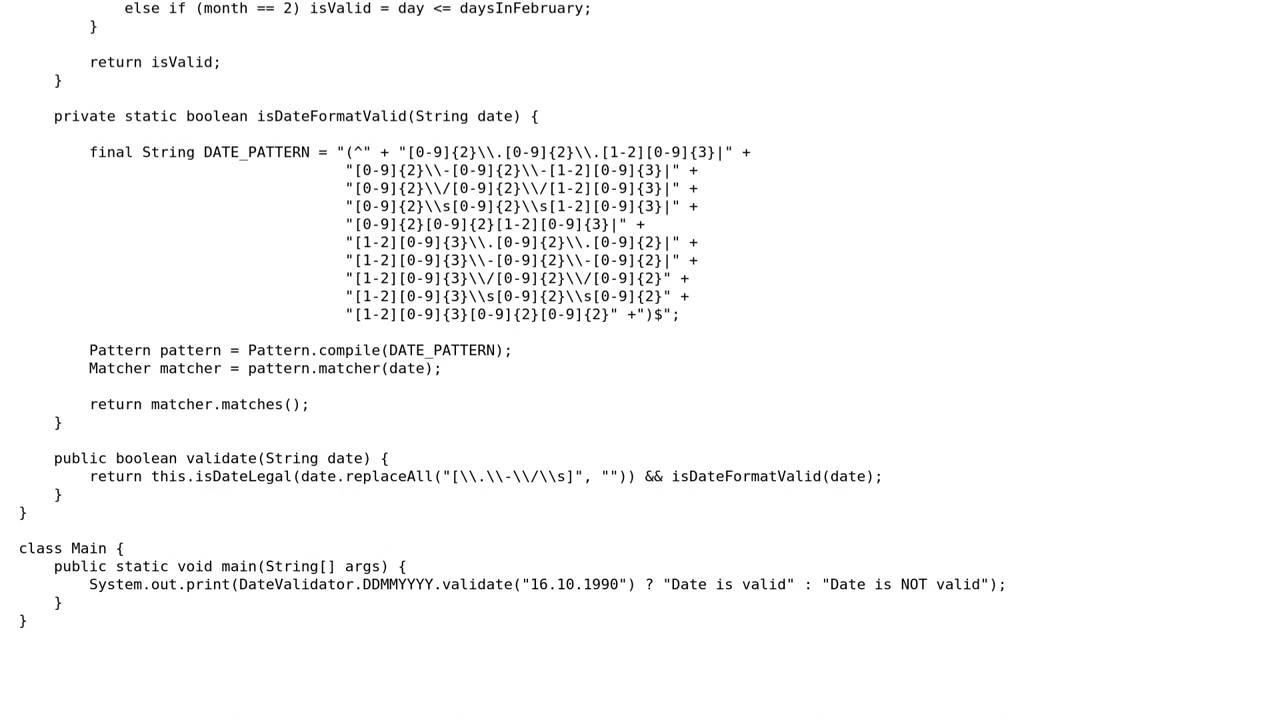 else if (month == 2) isValid = day <= daysInFebruary;
}
return isValid;
}
private static boolean isDateFormatValid(String date) {
final String DATE_PATTERN = "(^" + "[0-9]{2}\\.[0-9]{2}\\.[1-2][0-9]{3}|" +
"[0-9]{2}\\-[0-9]{2}\\-[1-2][0-9]{3}|" +
"[0-9]{2}\\/[0-9]{2}\\/[1-2][0-9]{3}|" +
"[0-9]{2}\\s[0-9]{2}\\s[1-2][0-9]{3}|" +
"[0-9]{2}[0-9]{2}[1-2][0-9]{3}|" +
"[1-2][0-9]{3}\\.[0-9]{2}\\.[0-9]{2}|" +
"[1-2][0-9]{3}\\-[0-9]{2}\\-[0-9]{2}|" +
"[1-2][0-9]{3}\\/[0-9]{2}\\/[0-9]{2}" +
"[1-2][0-9]{3}\\s[0-9]{2}\\s[0-9]{2}" +
"[1-2][0-9]{3}[0-9]{2}[0-9]{2}" +")$";
Pattern pattern = Pattern.compile(DATE_PATTERN);
Matcher matcher = pattern.matcher(date);
return matcher.matches();
}
public boolean validate(String date) {
return this.isDateLegal(date.replaceAll("[\\.\\-\\/\\s]", "")) && isDateFormatValid(date);
}
}
class Main {
public static void main(String[] args) {
System.out.print(DateValidator.DDMMYYYY.validate("16.10.1990") ? "Date is valid" : "Date is NOT valid");
}
}